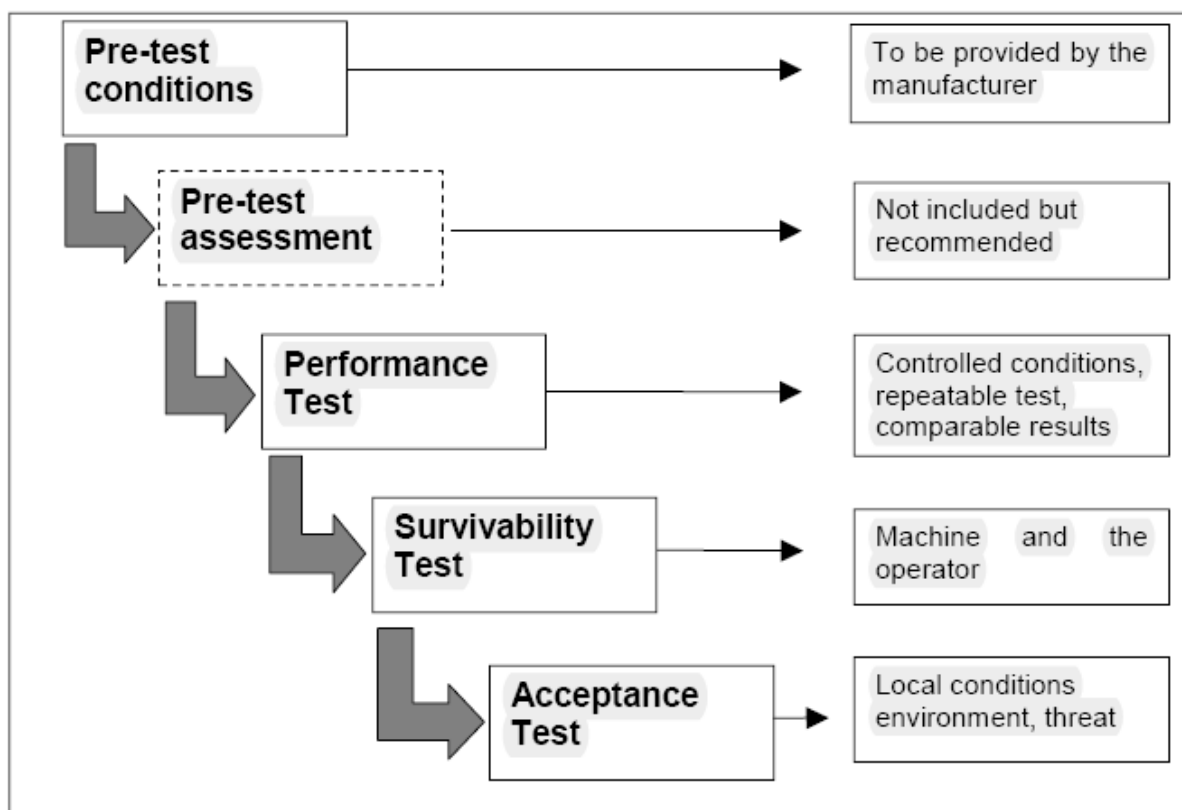 Pre-test
conditions
To be provided by the
manufacturer
Pre-test
assessment
Not included but
recommended
Performance
Test
Controlled conditions,
repeatable test,
comparable results
Survivability
Test
Machine and the
operator
Acceptance
Test
Local conditions
environment, threat